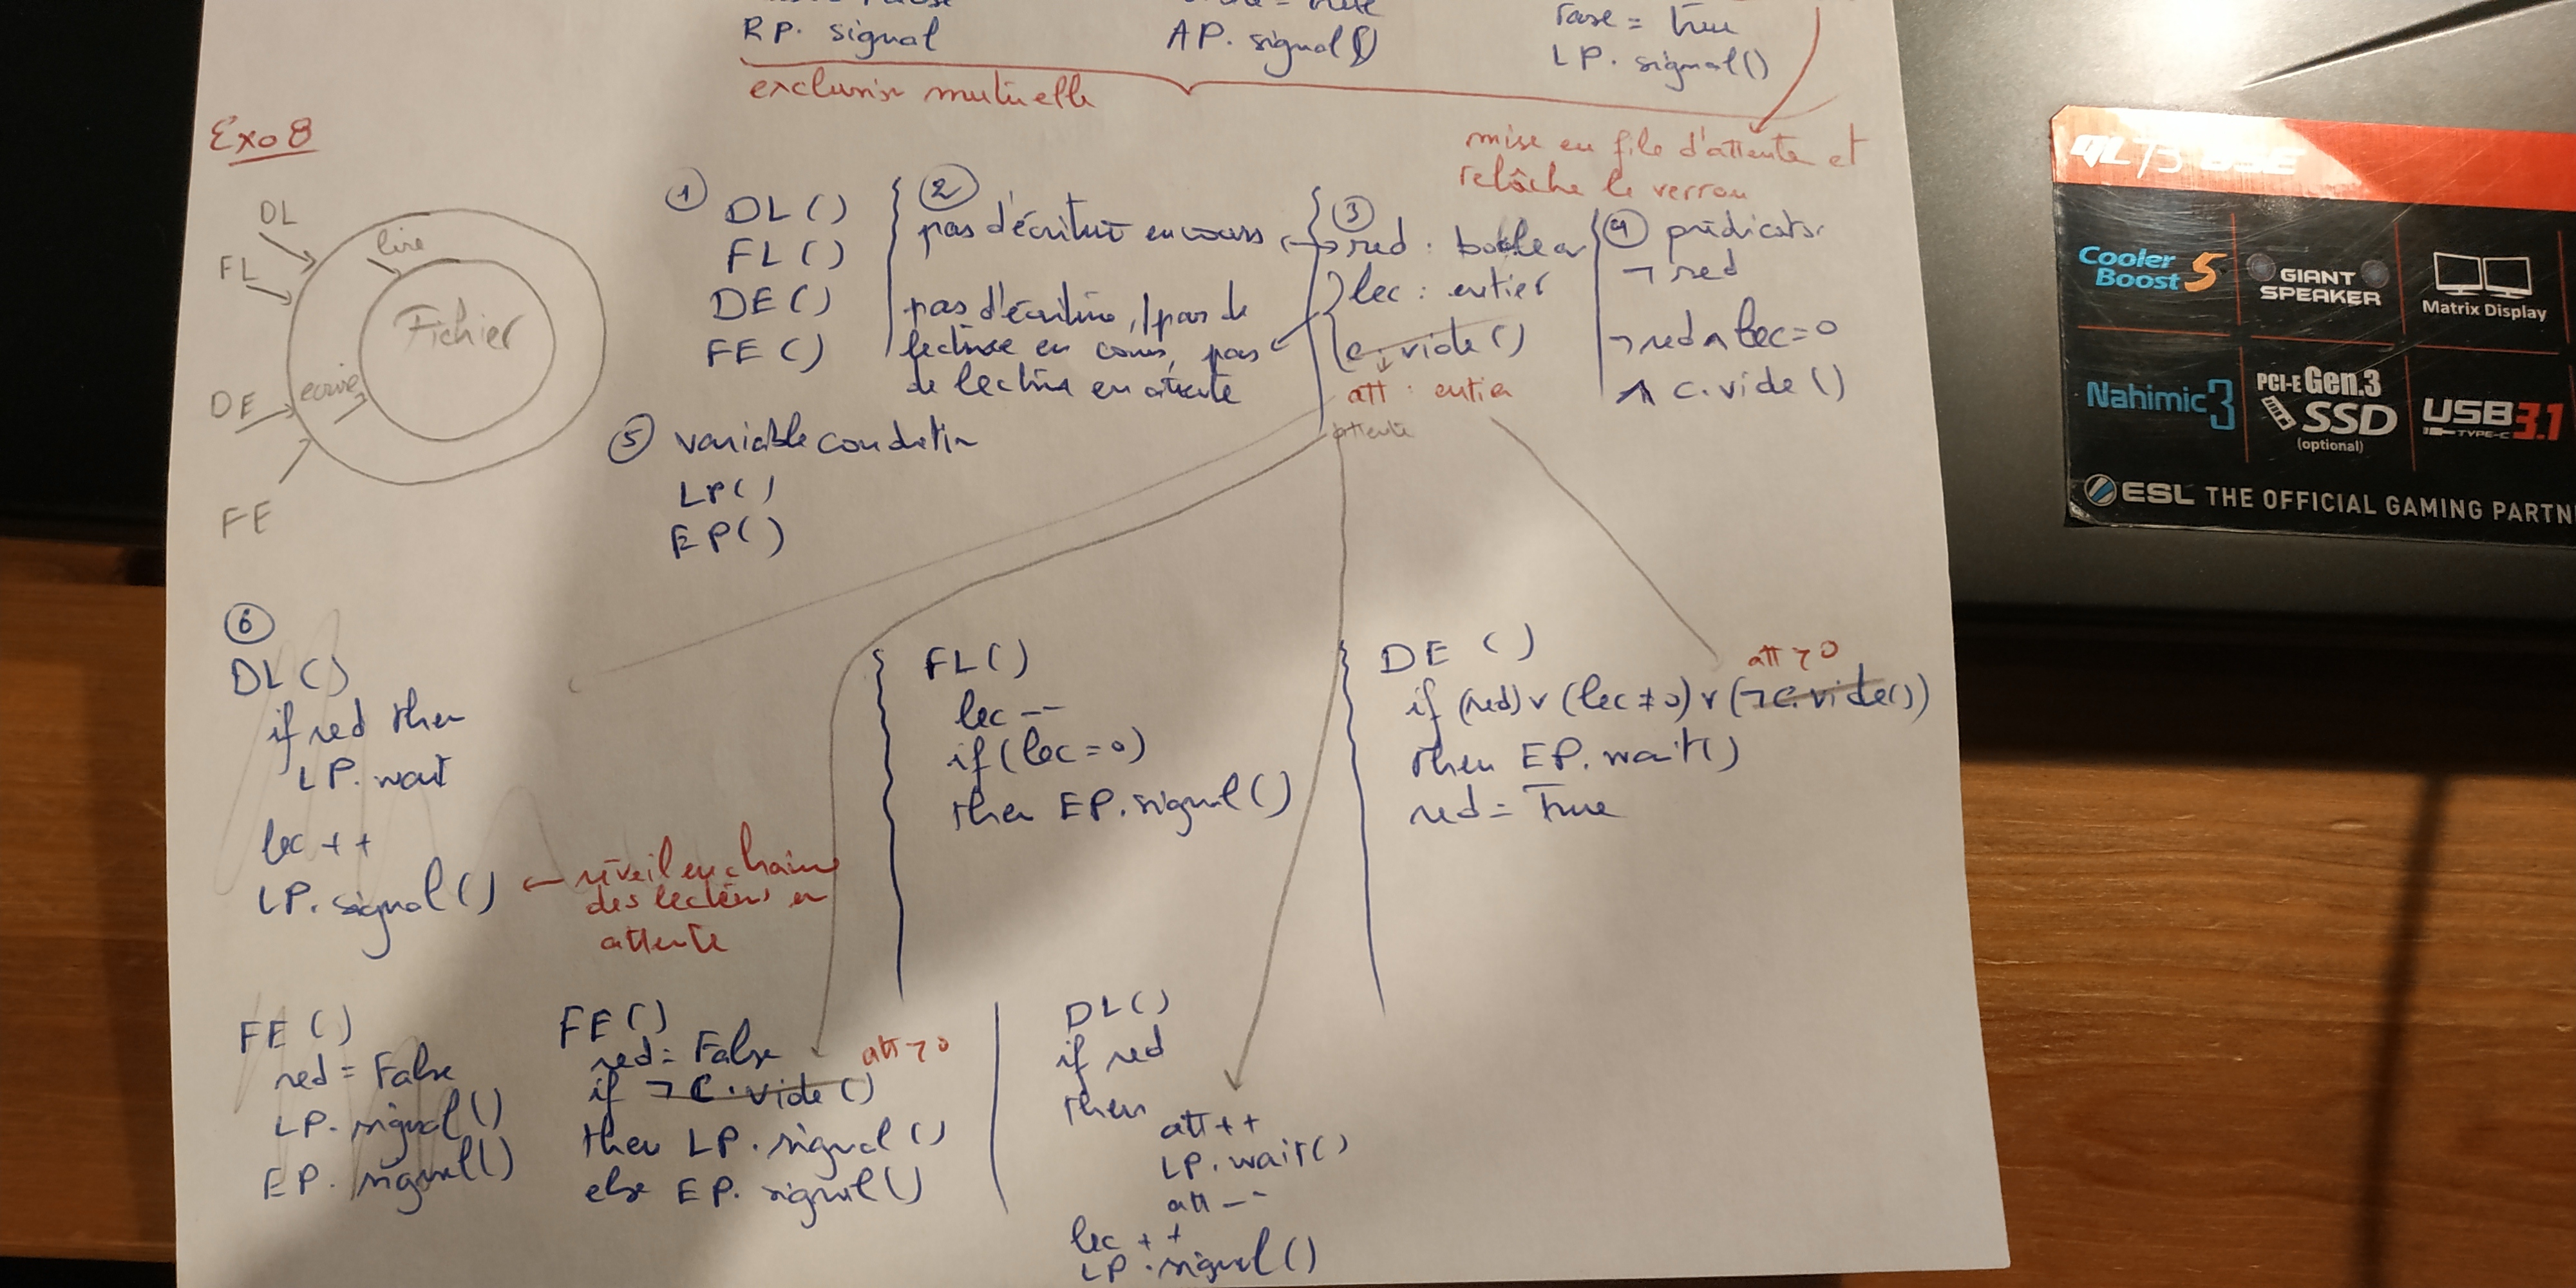 RP. signal
AP. signal()
rase = True
LP. signal()
exclusion mutuelle
mise en file d'attente et
relâche le verrou
Exo 8
DL
FL
DE
FE
lire
Fichier
ecrire
① DL()
FL()
DE()
FE()
②
pas d'écriture en cours
pas d'écriture, pas de
lecture en cours, pas
de lecture en attente
③
red : boolean
lec : entier
c.vide()
att : entier
attente
④ prédicats
¬ red
¬ red ∧ lec = 0
∧ c.vide()
⑤ variable condition
LP()
EP()
⑥
DL()
if red then
LP. wait
lec ++
LP. signal() ← réveil en chaine
des lecteurs en
attente
FL()
lec --
if (lec = 0)
then EP. signal()
DE ()
att > 0
if (red) ∨ (lec ≠ 0) ∨ (¬ c.vide())
then EP. wait()
red = True
FE()
red = False
LP. signal()
EP. signal()
FE()
red = False
att > 0
if ¬ C.vide()
then LP. signal()
else EP. signal()
DL()
if red
then
att ++
LP. wait()
att --
lec ++
LP. signal()
Cooler
Boost 5
GIANT
SPEAKER
Matrix Display
Nahimic 3
PCI-E Gen.3
SSD
(optional)
USB 3.1
TYPE-C
ESL THE OFFICIAL GAMING PARTN